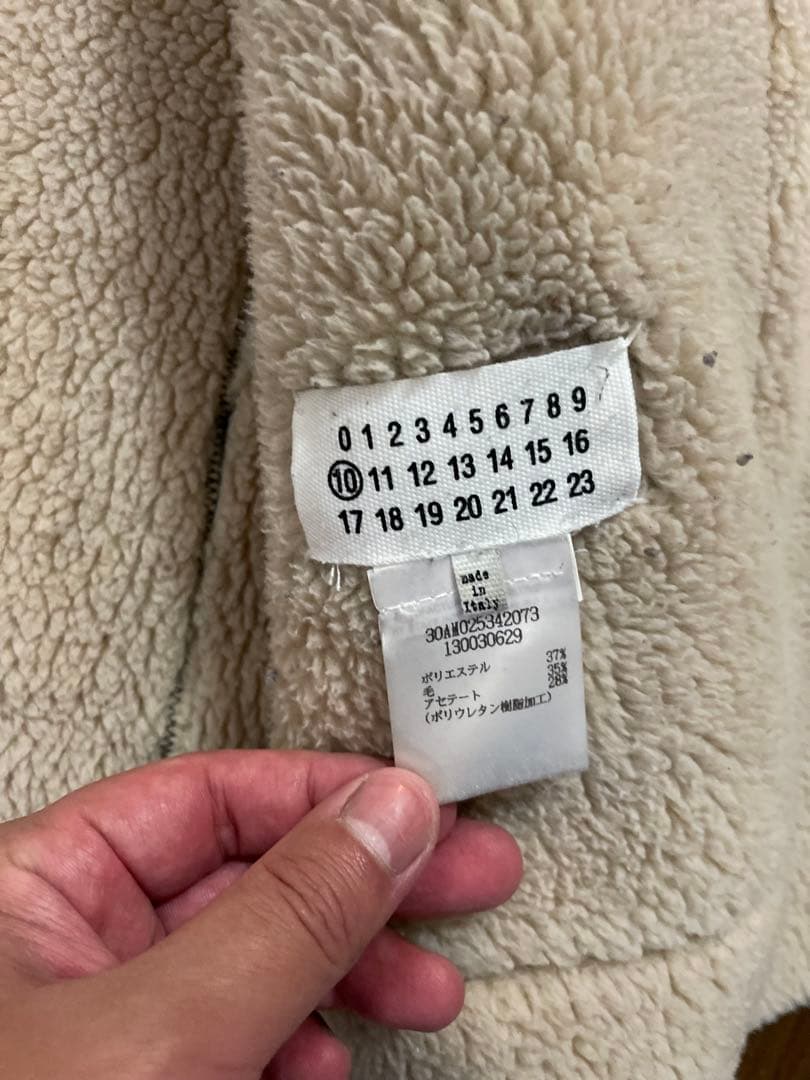 0 1 2 3 4 5 6 7 8 9
10 11 12 13 14 15 16
17 18 19 20 21 22 23
made
in
Italy
30AM025342073
130030629
ポリエステル 37%
毛 35%
アセテート 28%
(ポリウレタン樹脂加工)